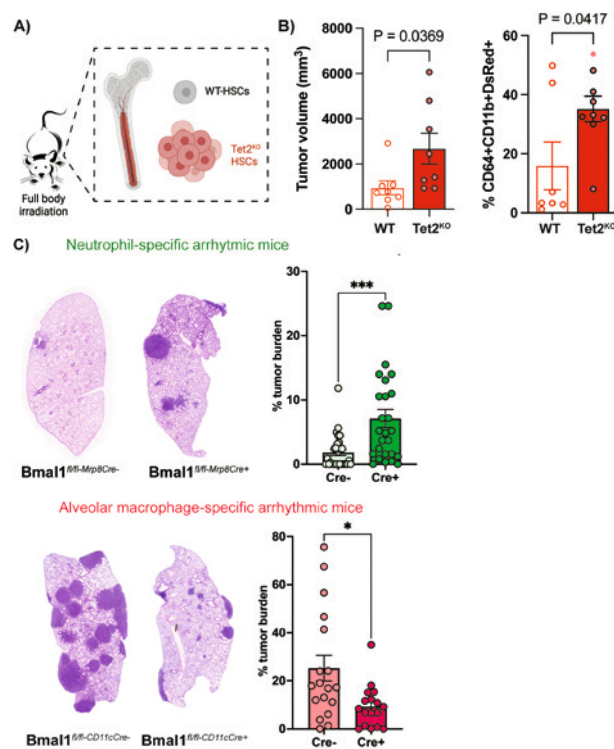 A)
WT-HSCs
Tet2KO
HSCs
Full body
irradiation
B)
P = 0.0369
Tumor volume (mm3)
8000
6000
4000
2000
0
WT
Tet2KO
P = 0.0417
% CD64+CD11b+DsRed+
60
40
20
0
WT
Tet2KO
C)
Neutrophil-specific arrhytmic mice
Bmal1fl/fl-Mrp8Cre-
Bmal1fl/fl-Mrp8Cre+
% tumor burden
30
20
10
0
***
Cre-
Cre+
Alveolar macrophage-specific arrhythmic mice
Bmal1fl/fl-CD11cCre-
Bmal1fl/fl-CD11cCre+
% tumor burden
80
60
40
20
0
*
Cre-
Cre+